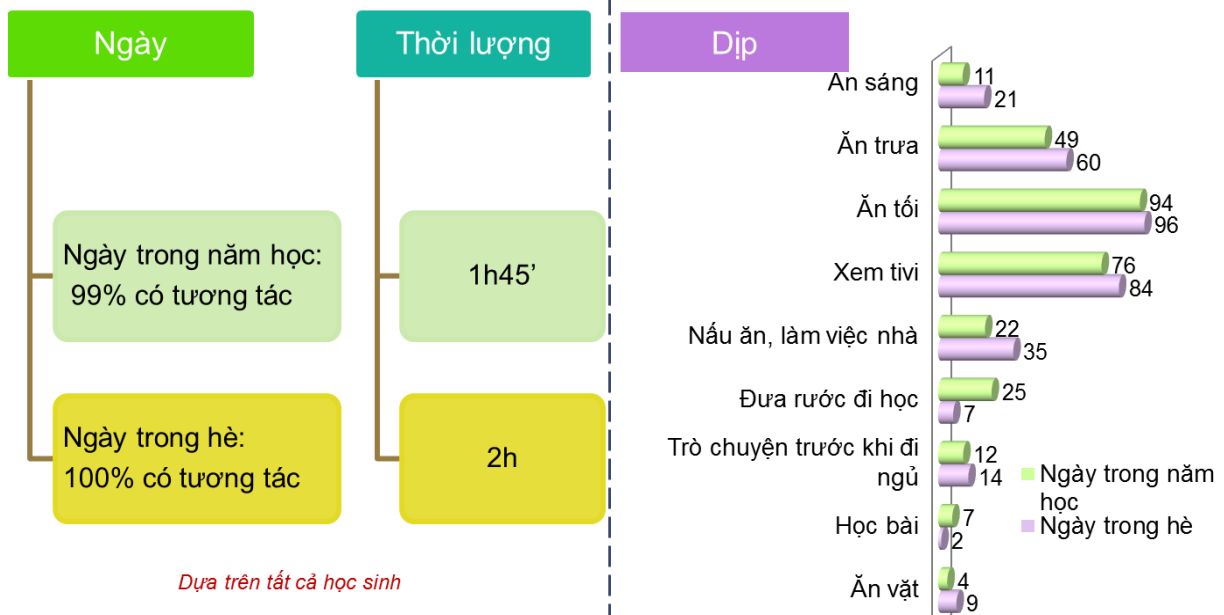 Ngày
Thời lượng
Dịp
Ngày trong năm học:
99% có tương tác
1h45’
Ngày trong hè:
100% có tương tác
2h
Dựa trên tất cả học sinh
Ăn sáng
11
21
Ăn trưa
49
60
Ăn tối
94
96
Xem tivi
76
84
Nấu ăn, làm việc nhà
22
35
Đưa rước đi học
25
7
Trò chuyện trước khi đi
ngủ
12
14
Học bài
7
2
Ăn vặt
4
9
Ngày trong năm
học
Ngày trong hè